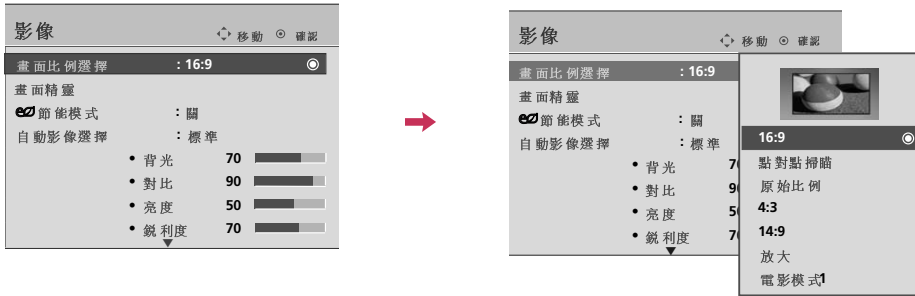 影像 移動 確認
畫面比例選擇 : 16:9
畫面精靈
節能模式 : 關
自動影像選擇 : 標準
• 背光 70
• 對比 90
• 亮度 50
• 銳利度 70
影像 移動 確認
畫面比例選擇 : 16:9
畫面精靈
節能模式 : 關
自動影像選擇 : 標準
• 背光 7
• 對比 9
• 亮度 5
• 銳利度 7
16:9
點對點掃瞄
原始比例
4:3
14:9
放大
電影模式1